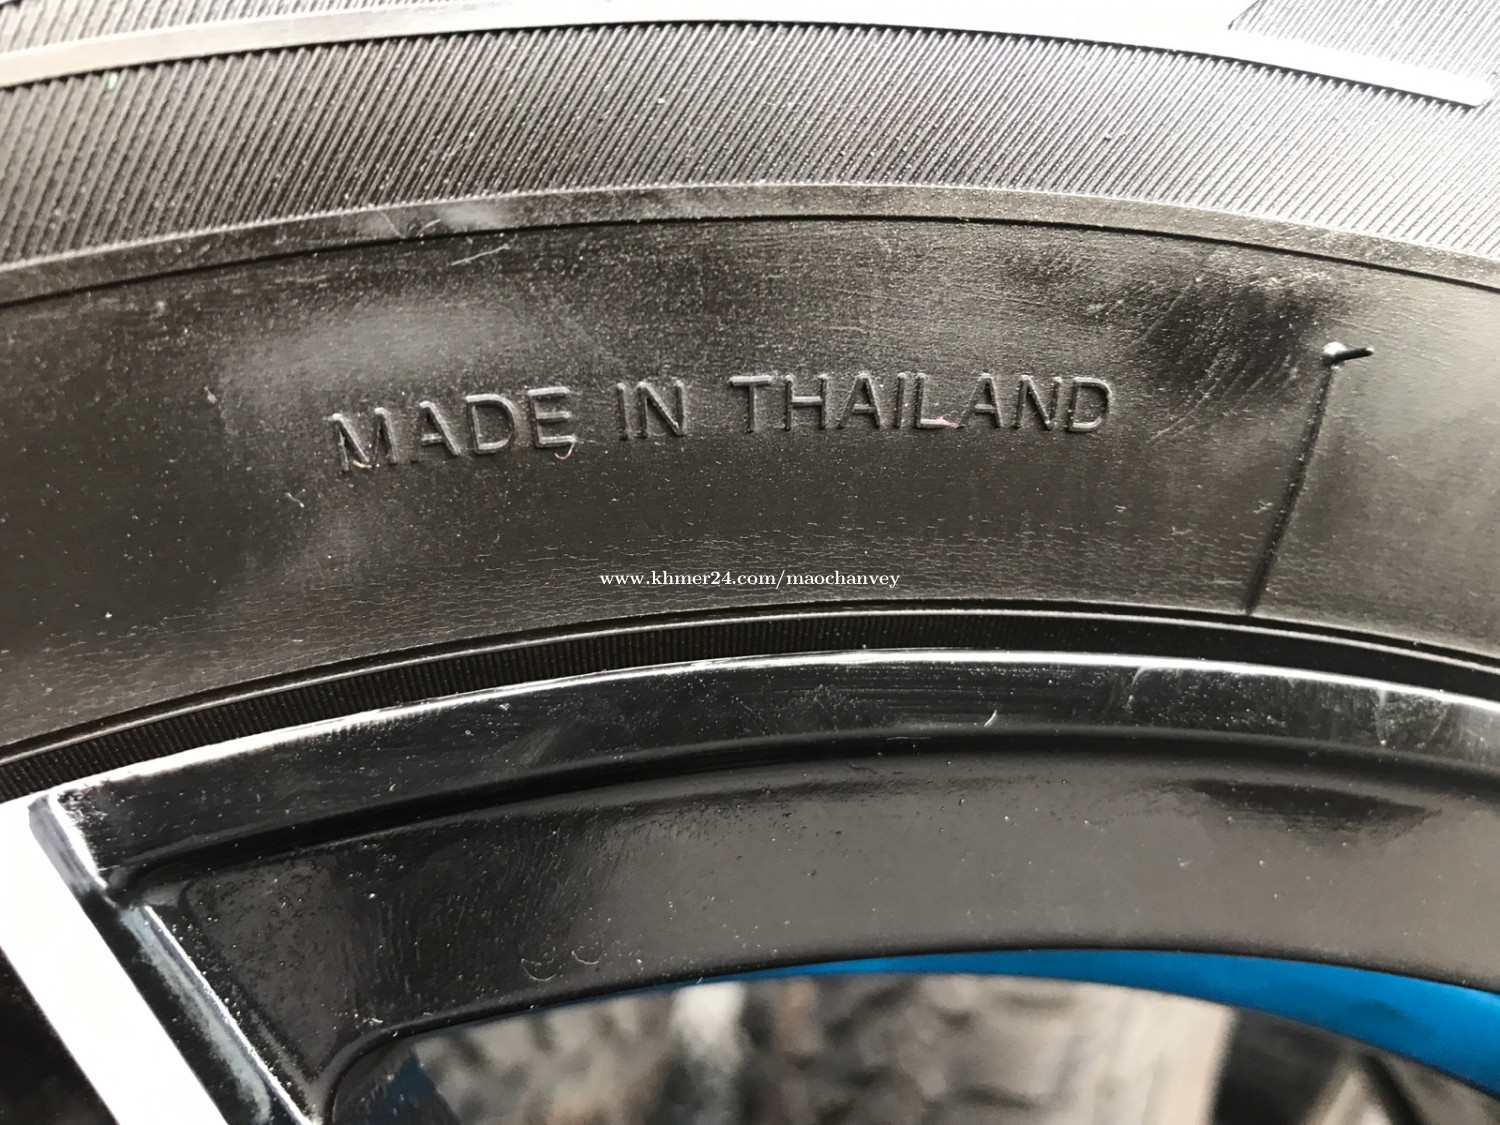 MADE IN THAILAND
www.khmer24.com/maochanvey